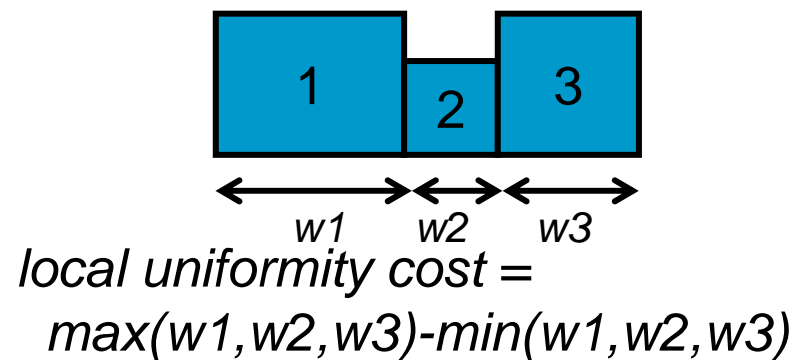 1
2
3
w1 w2 w3
local uniformity cost =
max(w1,w2,w3)-min(w1,w2,w3)